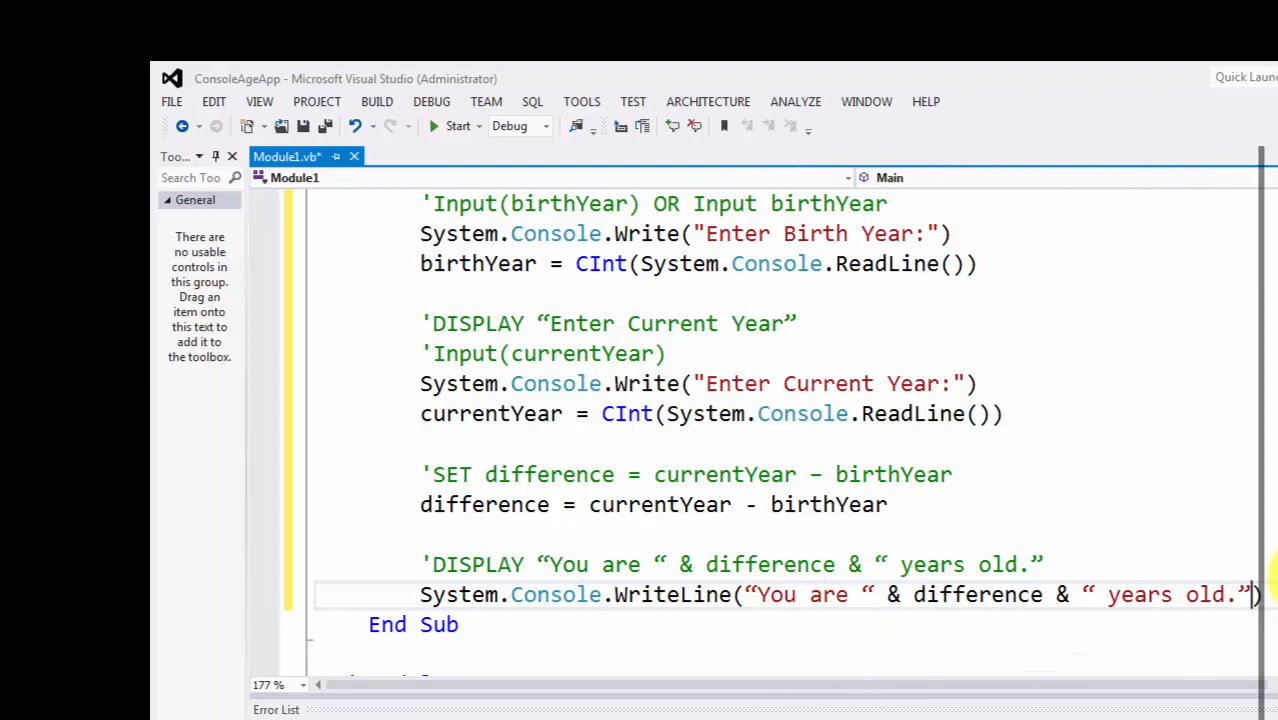 ConsoleAgeApp - Microsoft Visual Studio (Administrator)
Quick Laun
FILE EDIT VIEW PROJECT BUILD DEBUG TEAM SQL TOOLS TEST ARCHITECTURE ANALYZE WINDOW HELP
Start Debug
Too...
Module1.vb*
Search Too
Module1
Main
General
There are
no usable
controls in
this group.
Drag an
item onto
this text to
add it to
the toolbox.
'Input(birthYear) OR Input birthYear
System.Console.Write("Enter Birth Year:")
birthYear = CInt(System.Console.ReadLine())
'DISPLAY “Enter Current Year”
'Input(currentYear)
System.Console.Write("Enter Current Year:")
currentYear = CInt(System.Console.ReadLine())
'SET difference = currentYear – birthYear
difference = currentYear - birthYear
'DISPLAY “You are “ & difference & “ years old.”
System.Console.WriteLine(“You are “ & difference & “ years old.”)
End Sub
177 %
Error List